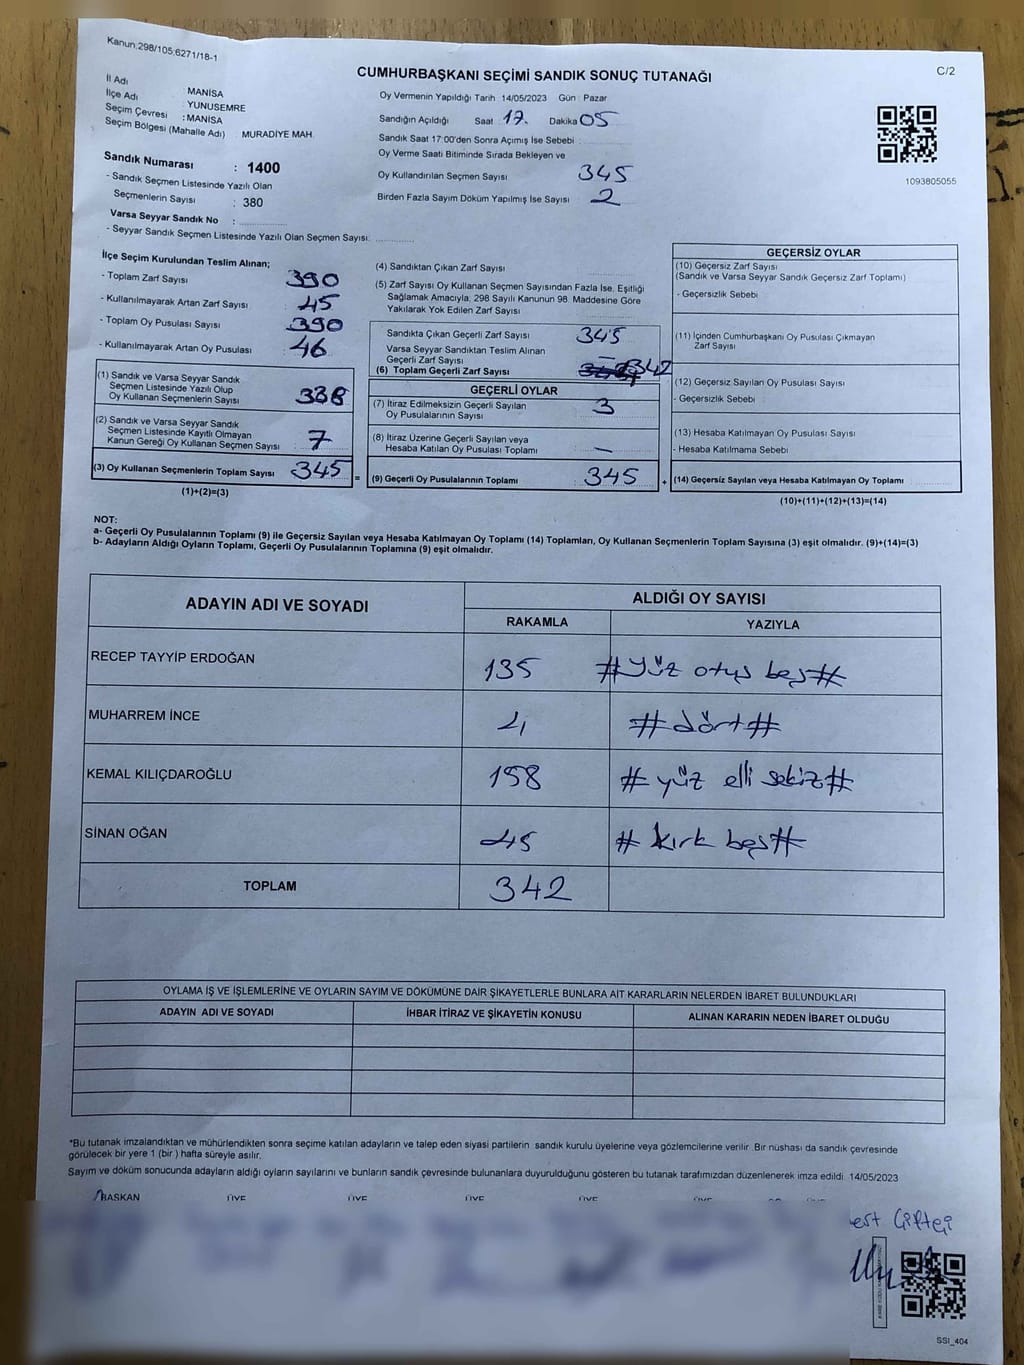 Kanun:298/105;6271/18-1
CUMHURBAŞKANI SEÇİMİ SANDIK SONUÇ TUTANAĞI
C/2
İl Adı : MANİSA
İlçe Adı YUNUSEMRE
Seçim Çevresi : MANİSA
Seçim Bölgesi (Mahalle Adı) MURADİYE MAH.
Oy Vermenin Yapıldığı Tarih 14/05/2023 Gün : Pazar
Sandığın Açıldığı Saat 17. Dakika 05
Sandık Saat 17:00'den Sonra Açımış İse Sebebi :
Oy Verme Saati Bitiminde Sırada Bekleyen ve
Oy Kullandırılan Seçmen Sayısı 345
Birden Fazla Sayım Döküm Yapılmış İse Sayısı 2
1093805055
Sandık Numarası : 1400
- Sandık Seçmen Listesinde Yazılı Olan
Seçmenlerin Sayısı : 380
Varsa Seyyar Sandık No :
- Seyyar Sandık Seçmen Listesinde Yazılı Olan Seçmen Sayısı:
İlçe Seçim Kurulundan Teslim Alınan;
- Toplam Zarf Sayısı : 390
- Kullanılmayarak Artan Zarf Sayısı : 45
- Toplam Oy Pusulası Sayısı : 390
- Kullanılmayarak Artan Oy Pusulası : 46
(1) Sandık ve Varsa Seyyar Sandık
Seçmen Listesinde Yazılı Olup
Oy Kullanan Seçmenlerin Sayısı : 338
(2) Sandık ve Varsa Seyyar Sandık
Seçmen Listesinde Kayıtlı Olmayan
Kanun Gereği Oy Kullanan Seçmen Sayısı : 7
(3) Oy Kullanan Seçmenlerin Toplam Sayısı : 345
(1)+(2)=(3)
(4) Sandıktan Çıkan Zarf Sayısı
(5) Zarf Sayısı Oy Kullanan Seçmen Sayısından Fazla İse, Eşitliği
Sağlamak Amacıyla; 298 Sayılı Kanunun 98. Maddesine Göre
Yakılarak Yok Edilen Zarf Sayısı
Sandıkta Çıkan Geçerli Zarf Sayısı : 345
Varsa Seyyar Sandıktan Teslim Alınan
Geçerli Zarf Sayısı : —
(6) Toplam Geçerli Zarf Sayısı : 342
GEÇERLİ OYLAR
(7) İtiraz Edilmeksizin Geçerli Sayılan
Oy Pusulalarının Sayısı : 3
(8) İtiraz Üzerine Geçerli Sayılan veya
Hesaba Katılan Oy Pusulası Toplamı : —
= (9) Geçerli Oy Pusulalarının Toplamı : 345
GEÇERSİZ OYLAR
(10) Geçersiz Zarf Sayısı
(Sandık ve Varsa Seyyar Sandık Geçersiz Zarf Toplamı)
- Geçersizlik Sebebi
(11) İçinden Cumhurbaşkanı Oy Pusulası Çıkmayan
Zarf Sayısı
(12) Geçersiz Sayılan Oy Pusulası Sayısı
- Geçersizlik Sebebi
(13) Hesaba Katılmayan Oy Pusulası Sayısı
- Hesaba Katılmama Sebebi
+ (14) Geçersiz Sayılan veya Hesaba Katılmayan Oy Toplamı
(10)+(11)+(12)+(13)=(14)
NOT:
a- Geçerli Oy Pusulalarının Toplamı (9) ile Geçersiz Sayılan veya Hesaba Katılmayan Oy Toplamı (14) Toplamları, Oy Kullanan Seçmenlerin Toplam Sayısına (3) eşit olmalıdır. (9)+(14)=(3)
b- Adayların Aldığı Oyların Toplamı, Geçerli Oy Pusulalarının Toplamına (9) eşit olmalıdır.
ADAYIN ADI VE SOYADI
ALDIĞI OY SAYISI
RAKAMLA YAZIYLA
RECEP TAYYİP ERDOĞAN 135 #yüz otuz beş#
MUHARREM İNCE 4 #dört#
KEMAL KILIÇDAROĞLU 158 #yüz elli sekiz#
SİNAN OĞAN 45 #kırk beş#
TOPLAM 342
OYLAMA İŞ VE İŞLEMLERİNE VE OYLARIN SAYIM VE DÖKÜMÜNE DAİR ŞİKAYETLERLE BUNLARA AİT KARARLARIN NELERDEN İBARET BULUNDUKLARI
ADAYIN ADI VE SOYADI İHBAR İTİRAZ VE ŞİKAYETİN KONUSU ALINAN KARARIN NEDEN İBARET OLDUĞU
*Bu tutanak imzalandıktan ve mühürlendikten sonra seçime katılan adayların ve talep eden siyasi partilerin sandık kurulu üyelerine veya gözlemcilerine verilir. Bir nüshası da sandık çevresinde
görülecek bir yere 1 (bir) hafta süreyle asılır.
Sayım ve döküm sonucunda adayların aldığı oyların sayılarını ve bunların sandık çevresinde bulunanlara duyurulduğunu gösteren bu tutanak tarafımızdan düzenlenerek imza edildi. 14/05/2023
BAŞKAN ÜYE ÜYE ÜYE ÜYE ÜYE ÜYE
Çiftçi
SSI_404